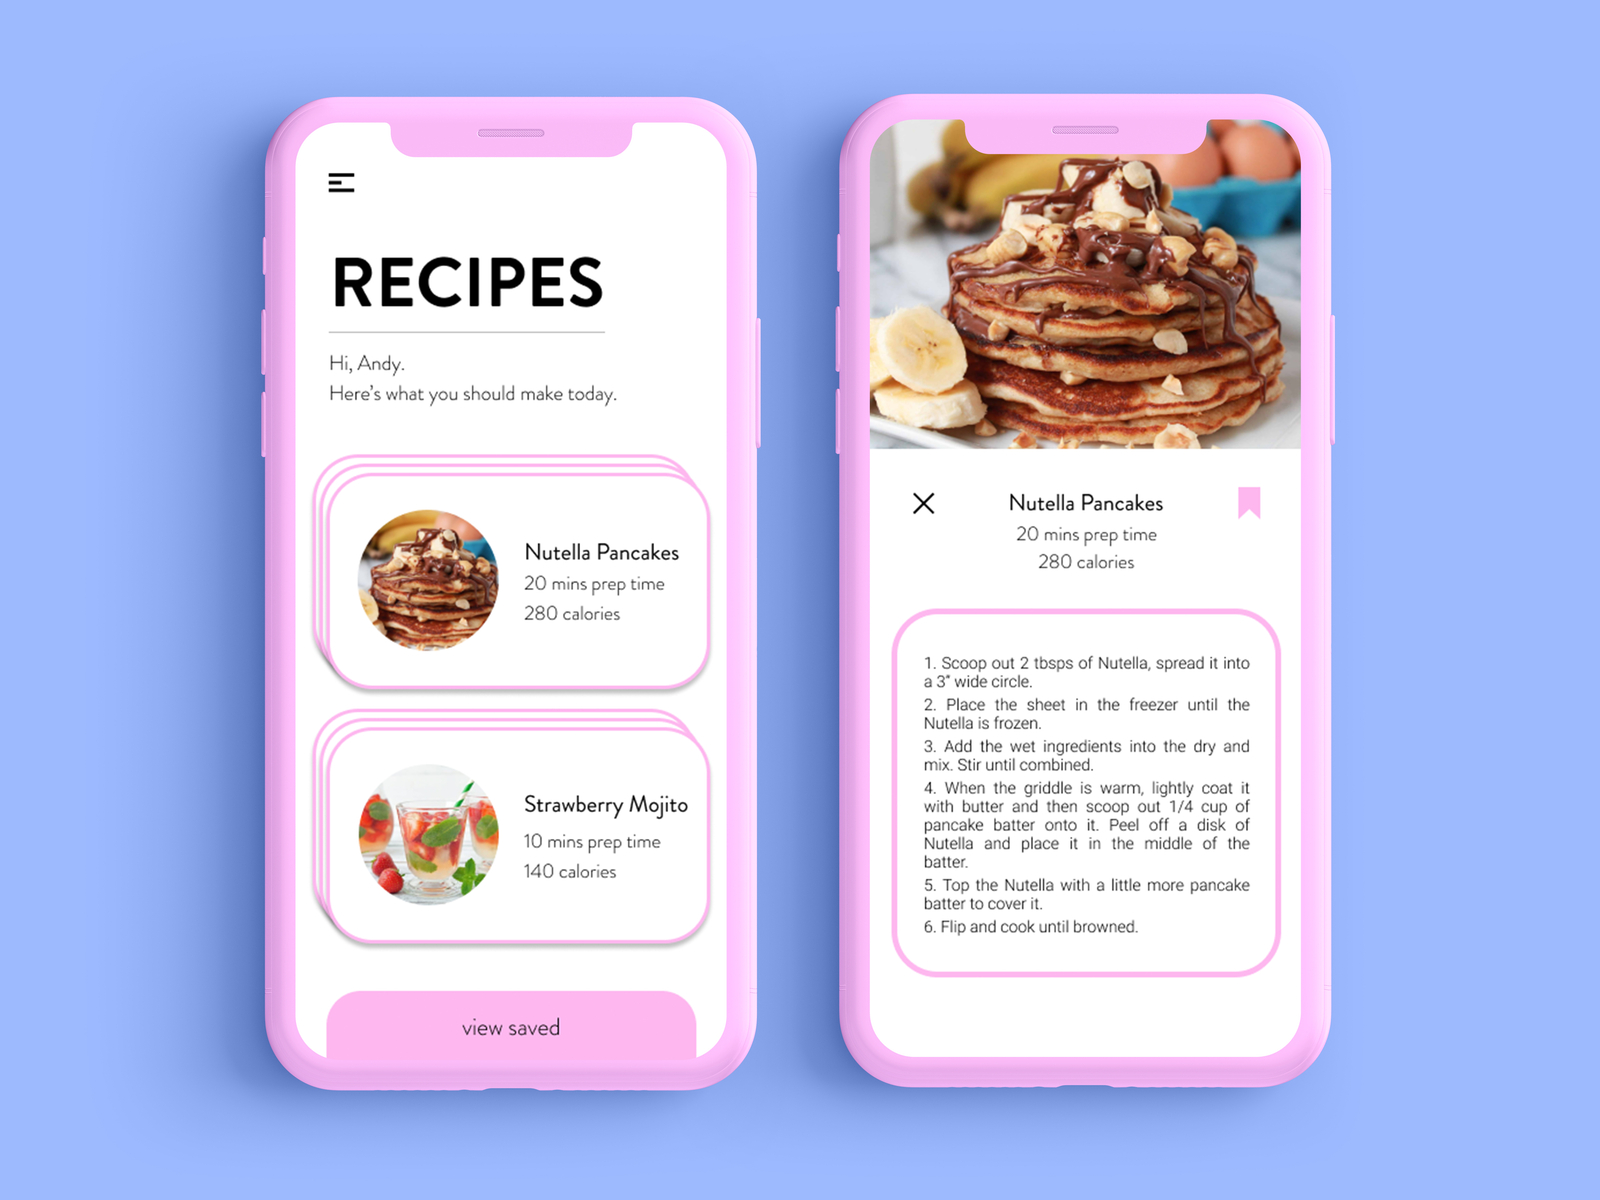 RECIPES
Hi, Andy.
Here's what you should make today.
Nutella Pancakes
20 mins prep time
280 calories
Strawberry Mojito
10 mins prep time
140 calories
view saved
Nutella Pancakes
20 mins prep time
280 calories
1. Scoop out 2 tbsps of Nutella, spread it into
a 3" wide circle.
2. Place the sheet in the freezer until the
Nutella is frozen.
3. Add the wet ingredients into the dry and
mix. Stir until combined.
4. When the griddle is warm, lightly coat it
with butter and then scoop out 1/4 cup of
pancake batter onto it. Peel off a disk of
Nutella and place it in the middle of the
batter.
5. Top the Nutella with a little more pancake
batter to cover it.
6. Flip and cook until browned.